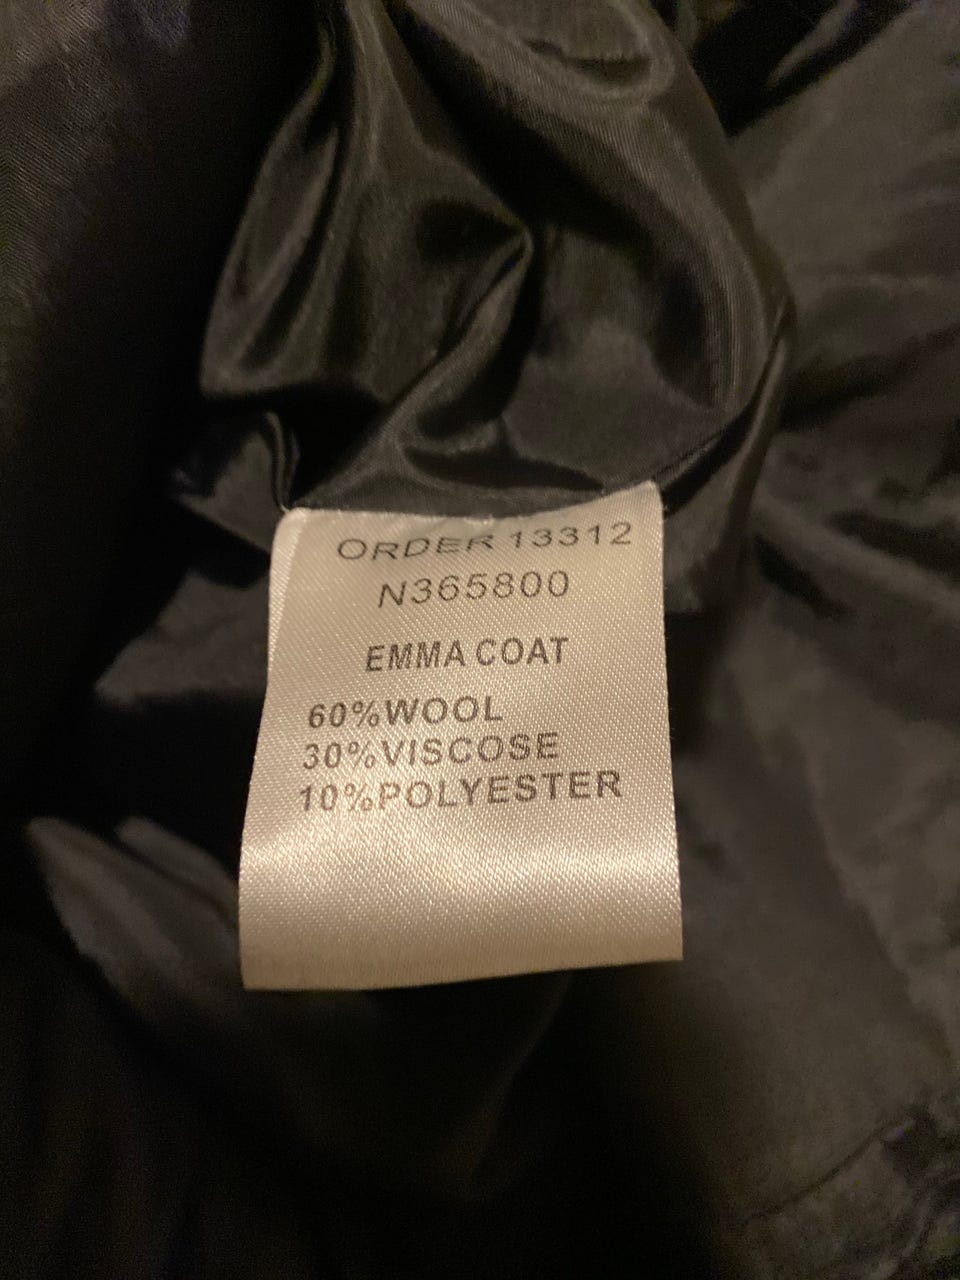 ORDER 13312
N365800
EMMA COAT
60%WOOL
30%VISCOSE
10%POLYESTER